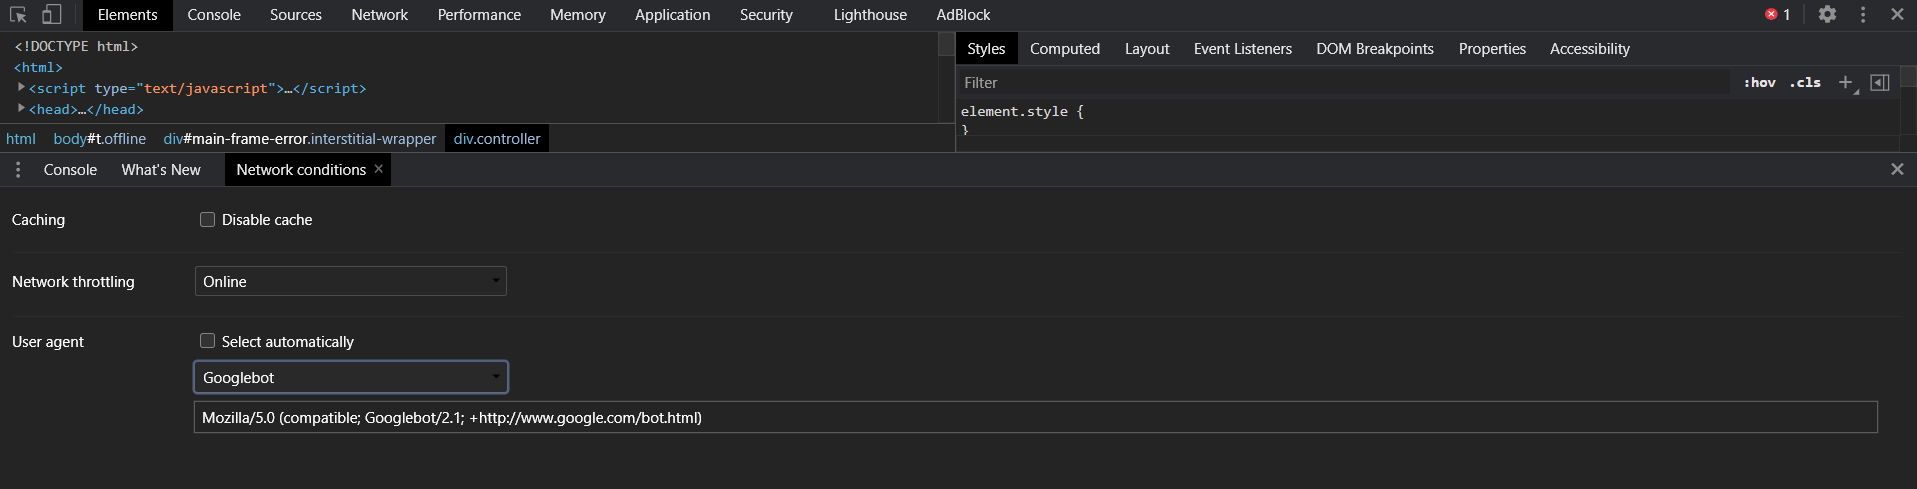 Elements Console Sources Network Performance Memory Application Security Lighthouse AdBlock 1
<!DOCTYPE html>
<html>
<script type="text/javascript">…</script>
<head>…</head>
html body#t.offline div#main-frame-error.interstitial-wrapper div.controller
Styles Computed Layout Event Listeners DOM Breakpoints Properties Accessibility
Filter :hov .cls
element.style {
}
Console What's New Network conditions
Caching Disable cache
Network throttling Online
User agent Select automatically
Googlebot
Mozilla/5.0 (compatible; Googlebot/2.1; +http://www.google.com/bot.html)